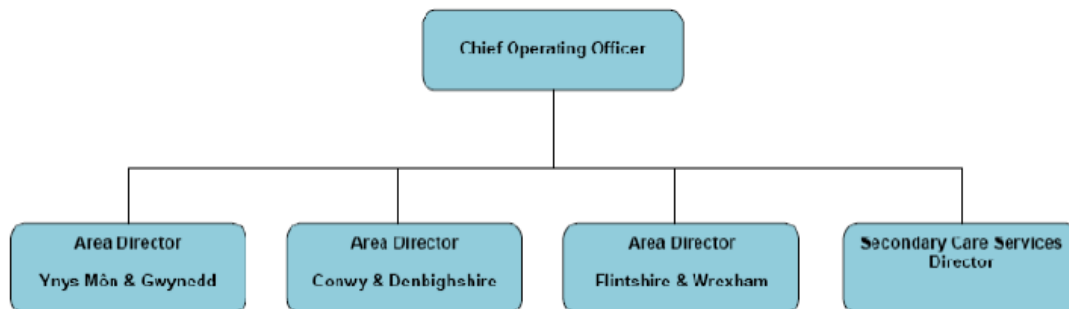 Chief Operating Officer
Area Director
Ynys Môn & Gwynedd
Area Director
Conwy & Denbighshire
Area Director
Flintshire & Wrexham
Secondary Care Services
Director